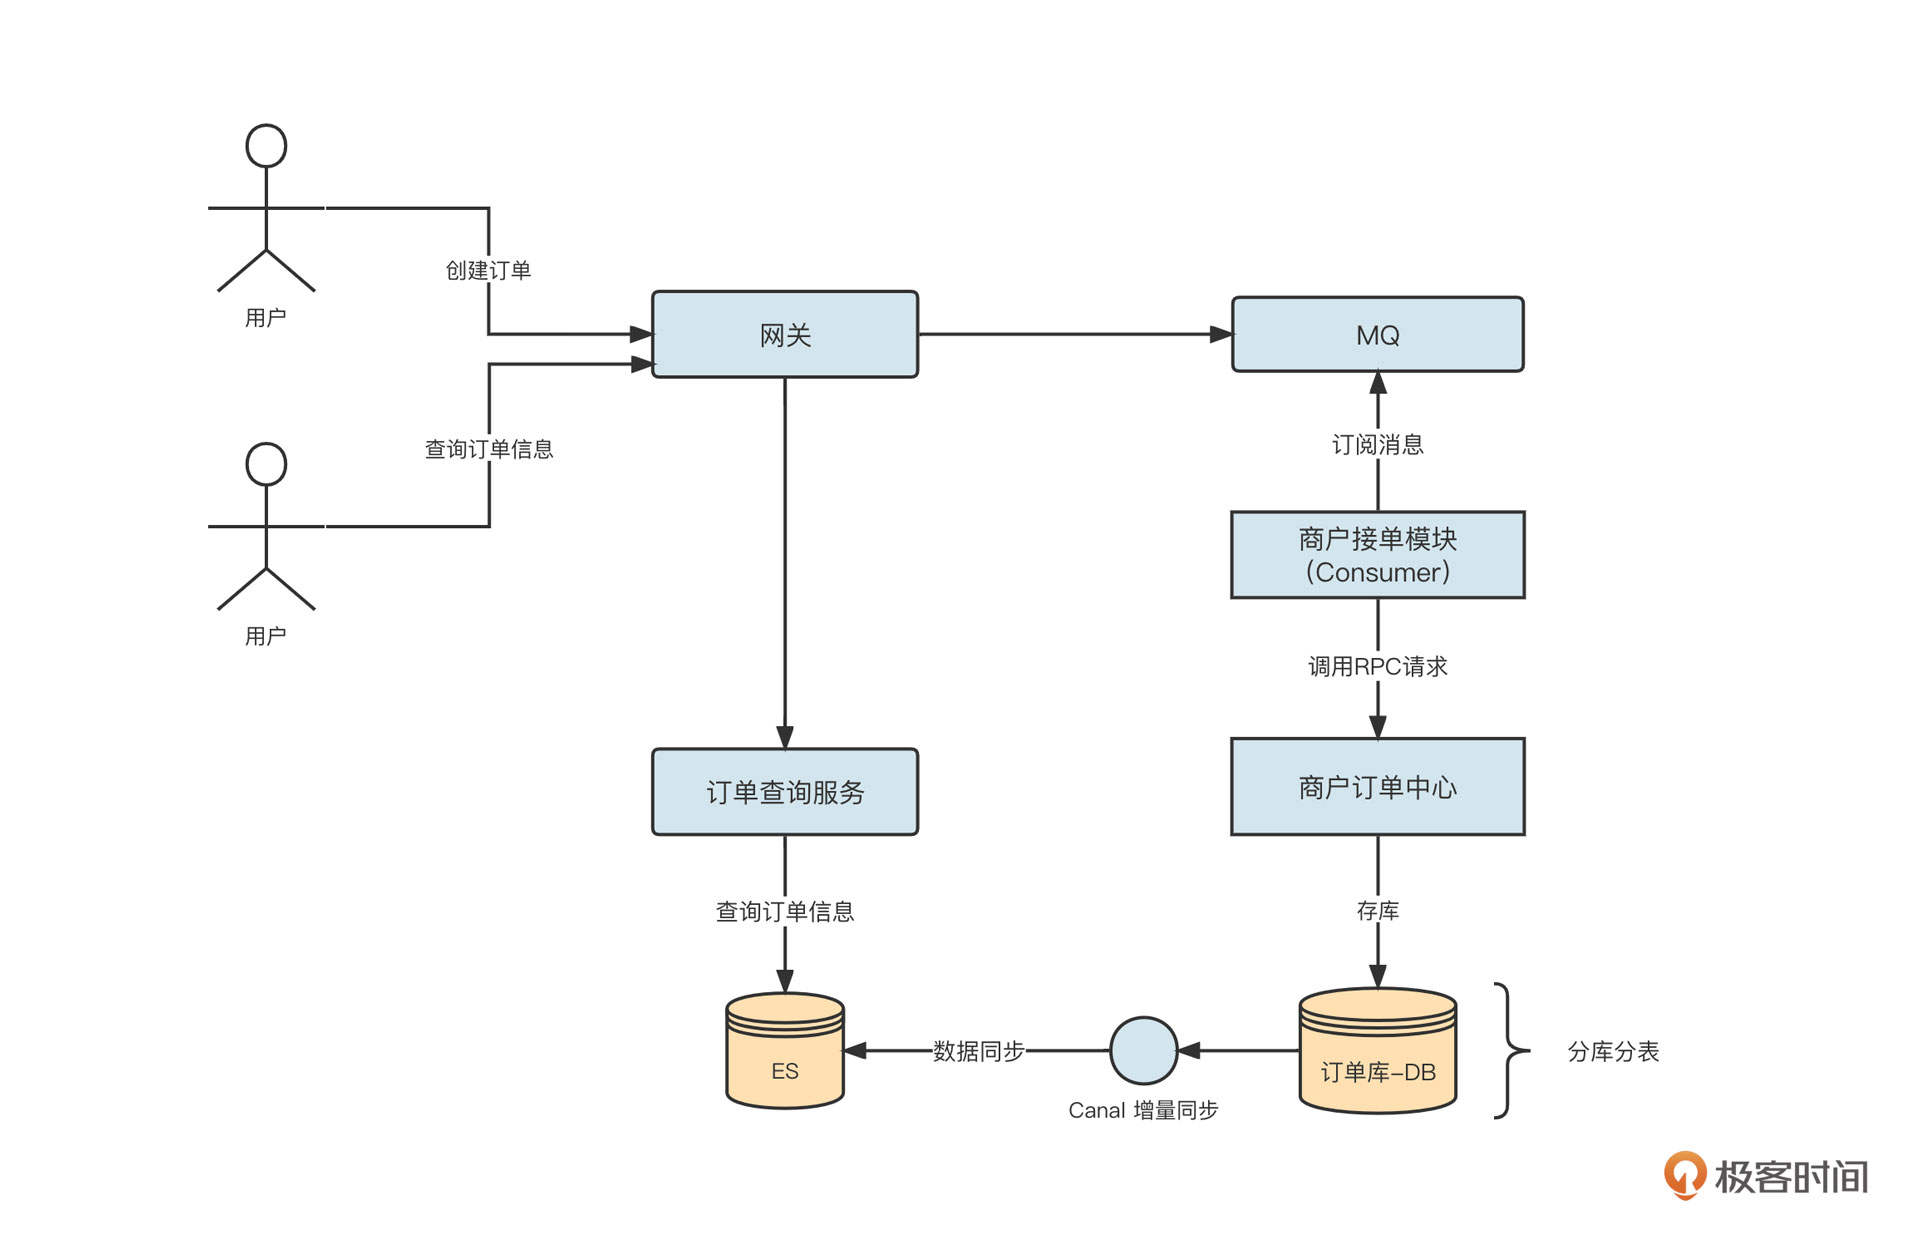 用户
创建订单
网关
MQ
查询订单信息
订阅消息
用户
商户接单模块
(Consumer)
调用RPC请求
订单查询服务
商户订单中心
查询订单信息
存库
ES
数据同步
Canal 增量同步
订单库-DB
分库分表
极客时间